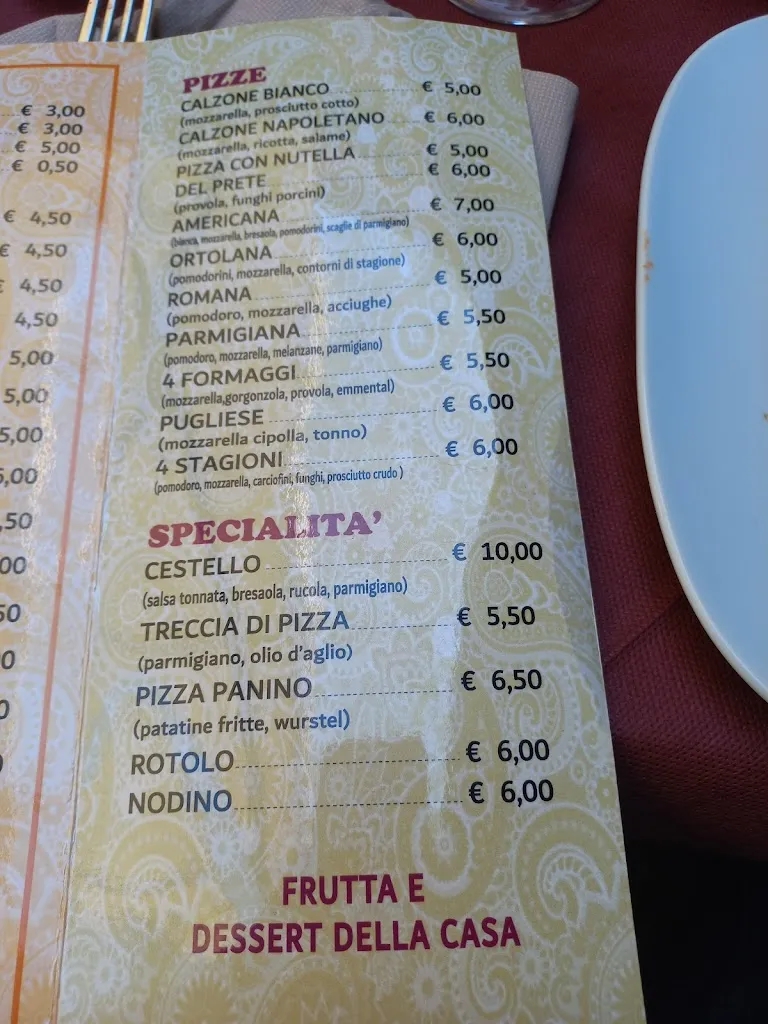 € 3,00
€ 3,00
€ 5,00
€ 0,50
€ 4,50
€ 4,50
€ 4,50
4,50
5,00
5,00
5,00
5,00
,50
00
50
0
0
PIZZE
CALZONE BIANCO € 5,00
(mozzarella, prosciutto cotto)
CALZONE NAPOLETANO € 6,00
(mozzarella, ricotta, salame)
PIZZA CON NUTELLA € 5,00
DEL PRETE € 6,00
(provola, funghi porcini)
AMERICANA € 7,00
(bianca, mozzarella, bresaola, pomodorini, scaglie di parmigiano)
ORTOLANA € 6,00
(pomodorini, mozzarella, contorni di stagione)
ROMANA € 5,00
(pomodoro, mozzarella, acciughe)
PARMIGIANA € 5,50
(pomodoro, mozzarella, melanzane, parmigiano)
4 FORMAGGI € 5,50
(mozzarella,gorgonzola, provola, emmental)
PUGLIESE € 6,00
(mozzarella cipolla, tonno)
4 STAGIONI € 6,00
(pomodoro, mozzarella, carciofini, funghi, prosciutto crudo )
SPECIALITA'
CESTELLO € 10,00
(salsa tonnata, bresaola, rucola, parmigiano)
TRECCIA DI PIZZA € 5,50
(parmigiano, olio d'aglio)
PIZZA PANINO € 6,50
(patatine fritte, wurstel)
ROTOLO € 6,00
NODINO € 6,00
FRUTTA E
DESSERT DELLA CASA